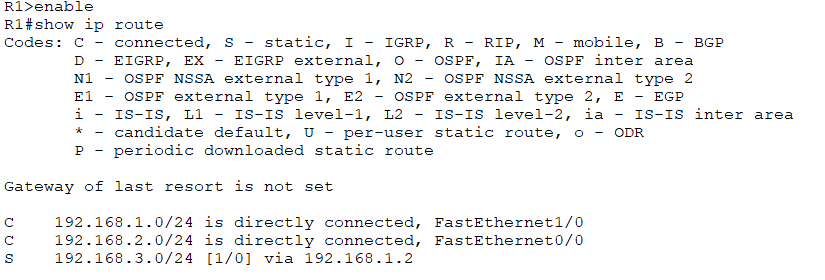 R1>enable
R1#show ip route
Codes: C - connected, S - static, I - IGRP, R - RIP, M - mobile, B - BGP
D - EIGRP, EX - EIGRP external, O - OSPF, IA - OSPF inter area
N1 - OSPF NSSA external type 1, N2 - OSPF NSSA external type 2
E1 - OSPF external type 1, E2 - OSPF external type 2, E - EGP
i - IS-IS, L1 - IS-IS level-1, L2 - IS-IS level-2, ia - IS-IS inter area
* - candidate default, U - per-user static route, o - ODR
P - periodic downloaded static route
Gateway of last resort is not set
C 192.168.1.0/24 is directly connected, FastEthernet1/0
C 192.168.2.0/24 is directly connected, FastEthernet0/0
S 192.168.3.0/24 [1/0] via 192.168.1.2